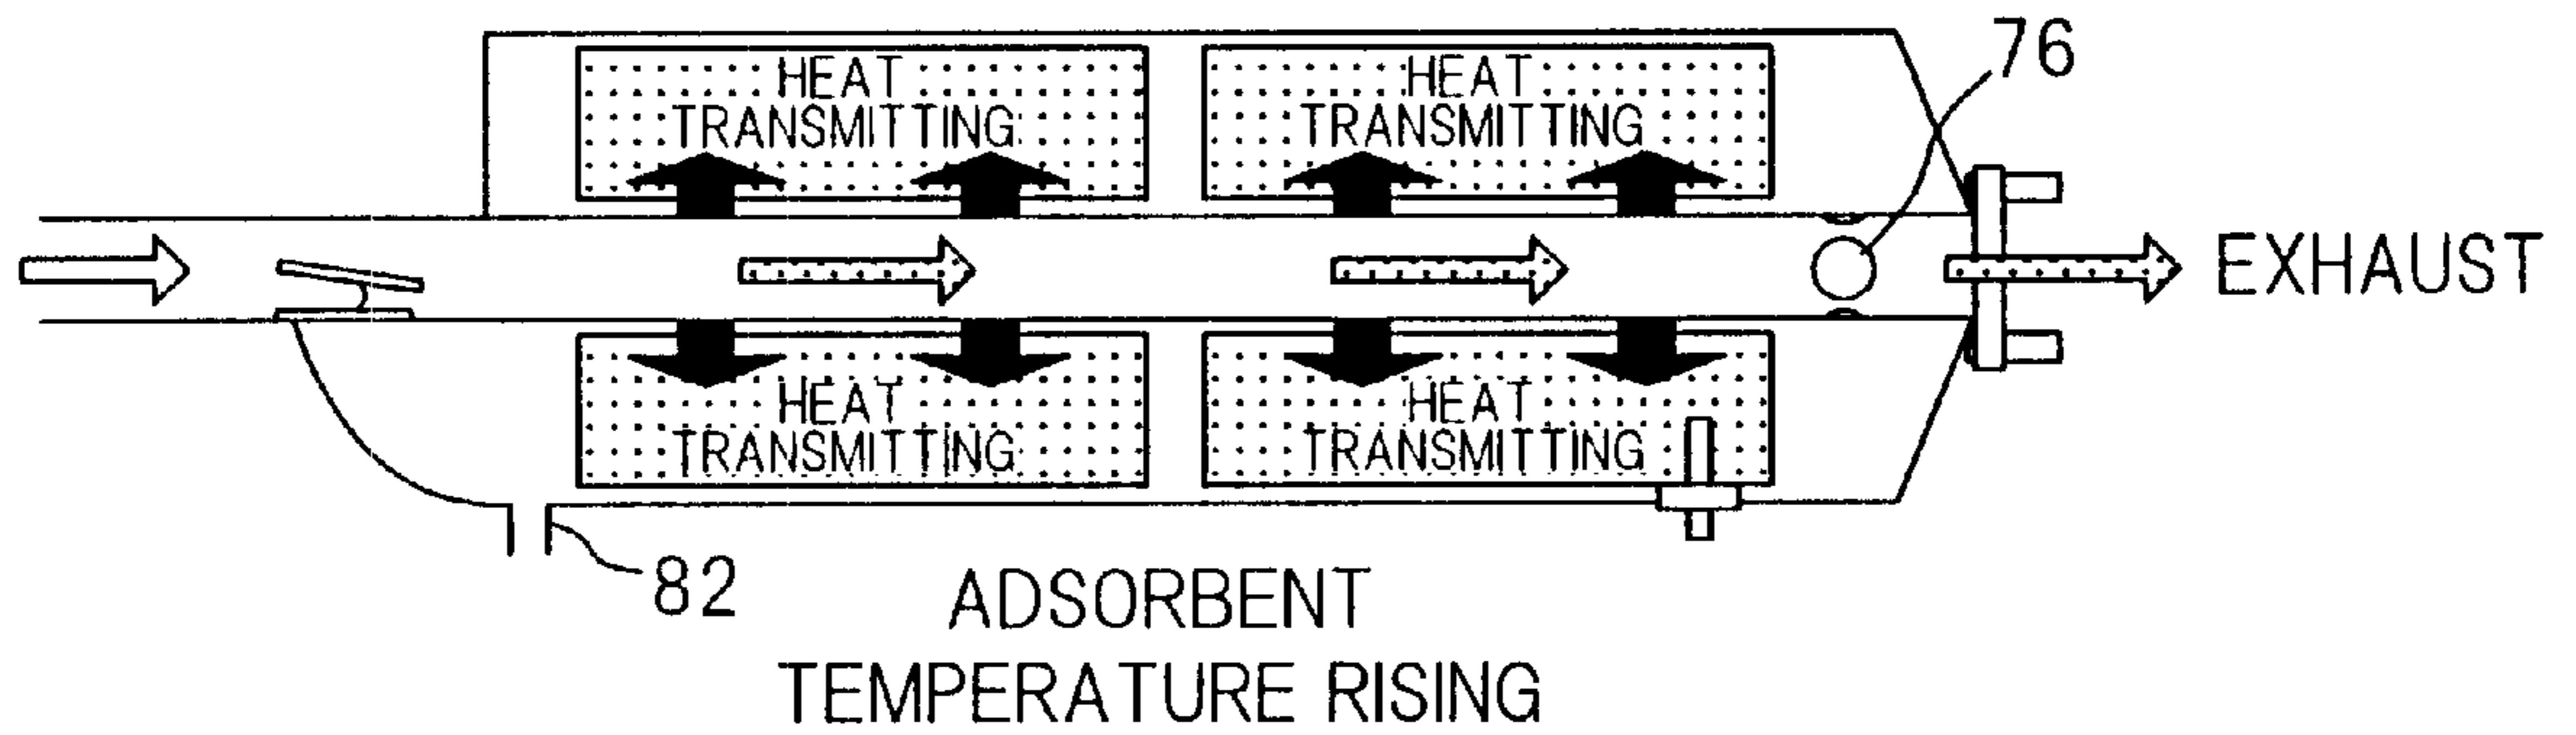 76
HEAT
TRANSMITTING
HEAT
TRANSMITTING
EXHAUST
HEAT
TRANSMITTING
HEAT
TRANSMITTING
82
ADSORBENT
TEMPERATURE RISING